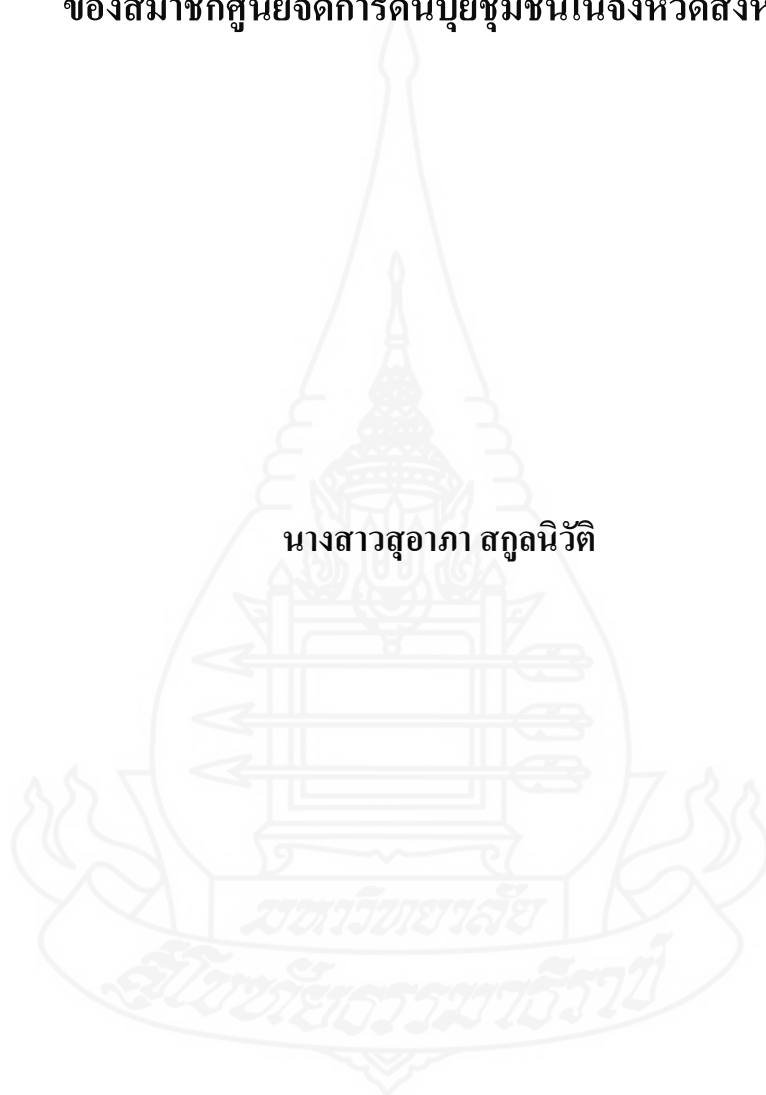 ของสมาชิกศูนย์จัดการดินปุ๋ยชุมชนในจังหวัด
นางสาวสุอาภา สกูลนิวัติ
มหาวิทยาลัย
สุโขทัยธรรมาธิราช